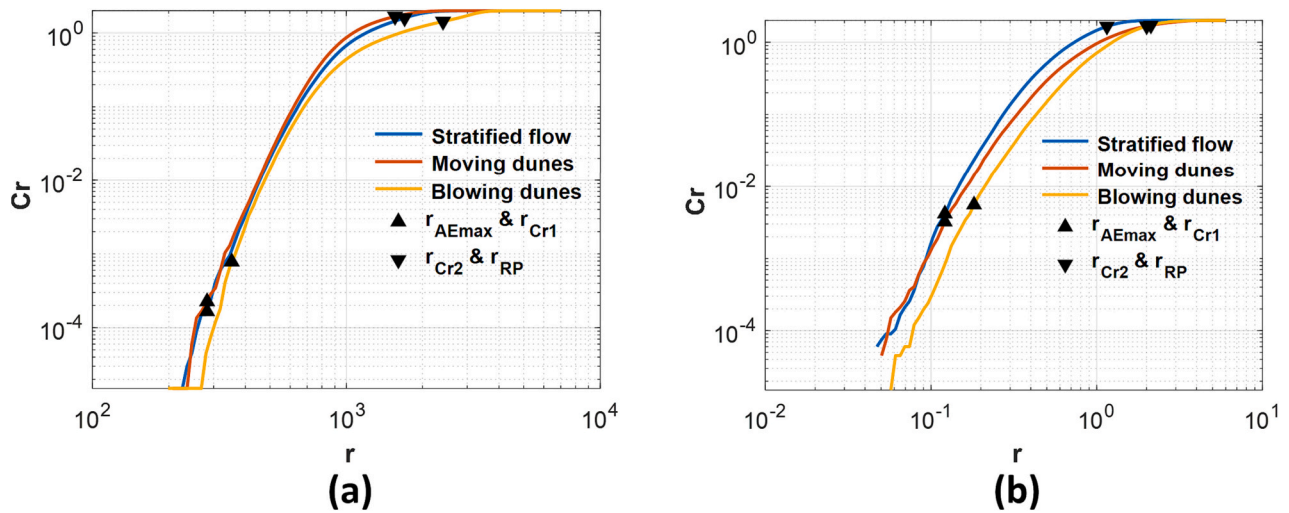 Cr
10^0
10^-2
10^-4
10^2
10^3
10^4
r
Stratified flow
Moving dunes
Blowing dunes
r_AEmax & r_Cr1
r_Cr2 & r_RP
(a)
Cr
10^0
10^-2
10^-4
10^-2
10^-1
10^0
10^1
r
Stratified flow
Moving dunes
Blowing dunes
r_AEmax & r_Cr1
r_Cr2 & r_RP
(b)